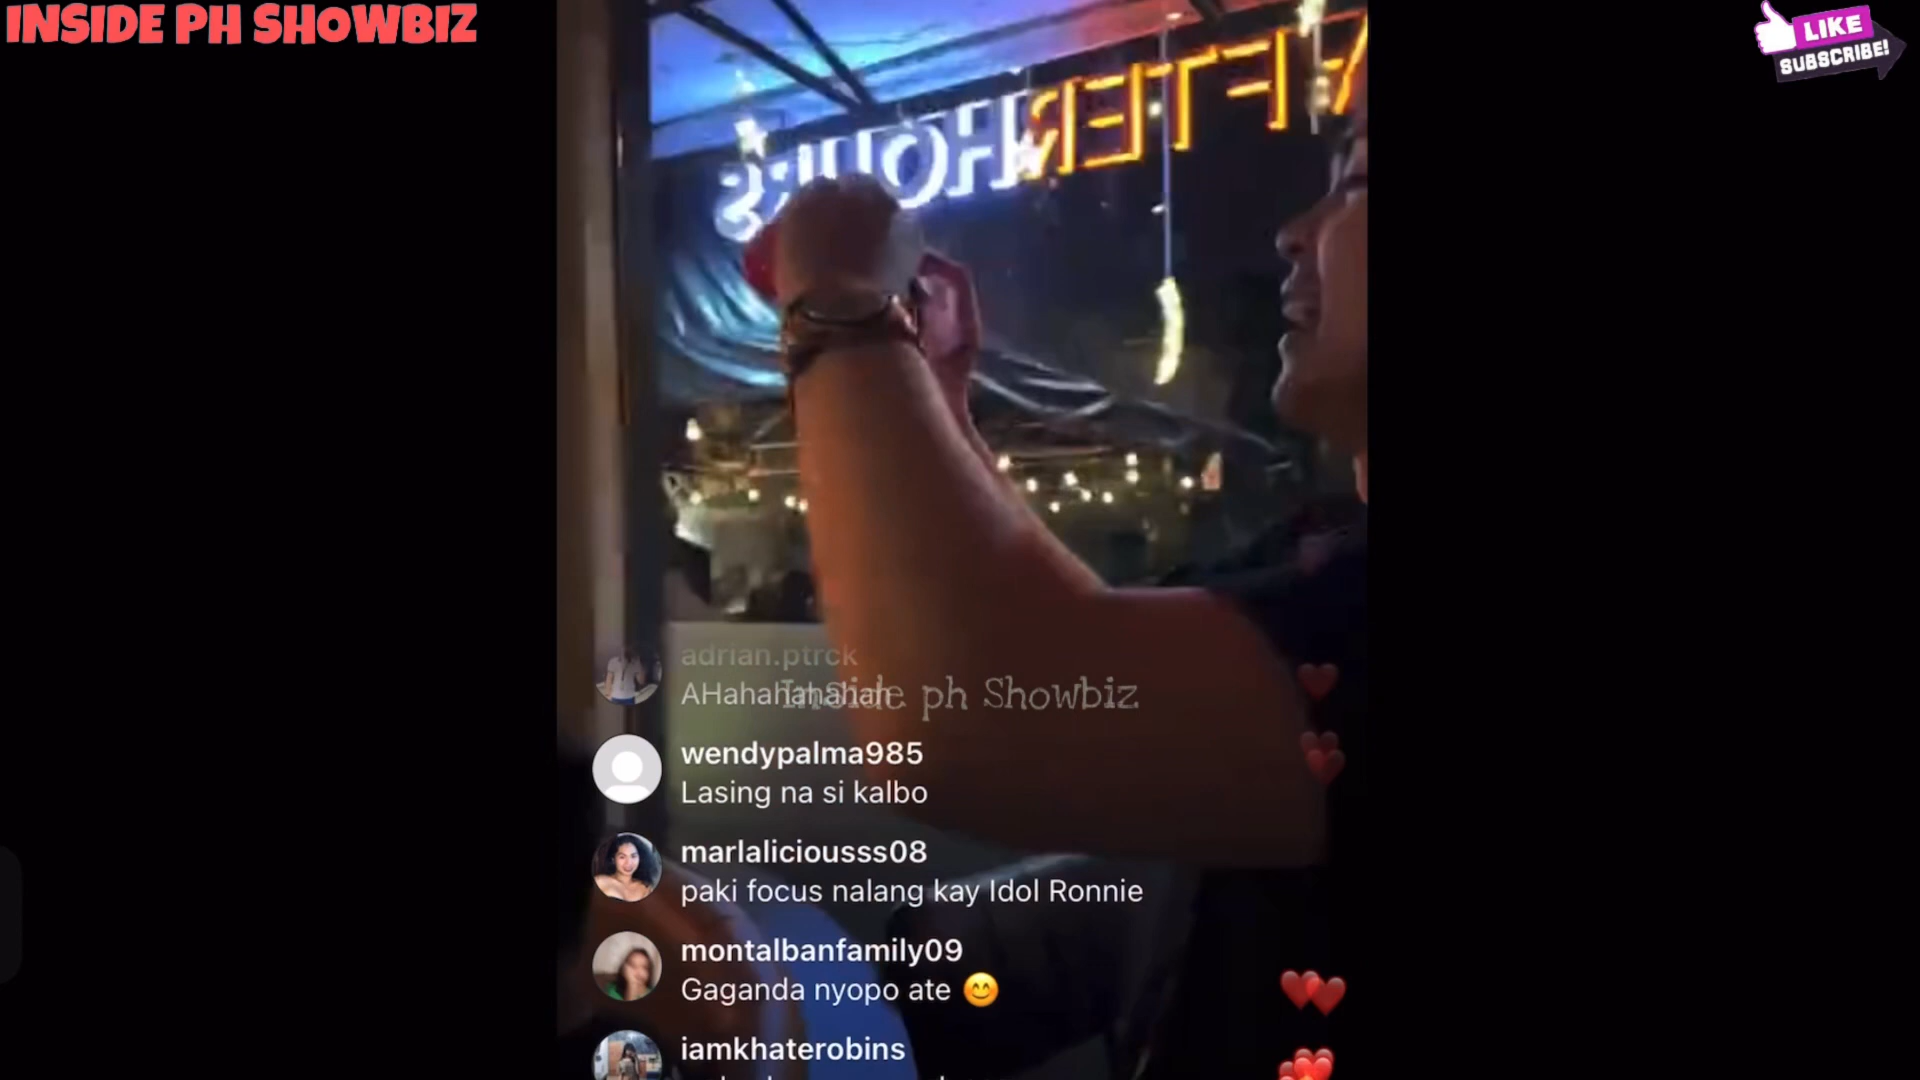 INSIDE PH SHOWBIZ
LIKE
SUBSCRIBE!
AFTER HOURS
adrian.ptrck
AHahahahahah
Inside ph Showbiz
wendypalma985
Lasing na si kalbo
marlaliciousss08
paki focus nalang kay Idol Ronnie
montalbanfamily09
Gaganda nyopo ate 😊
iamkhaterobins